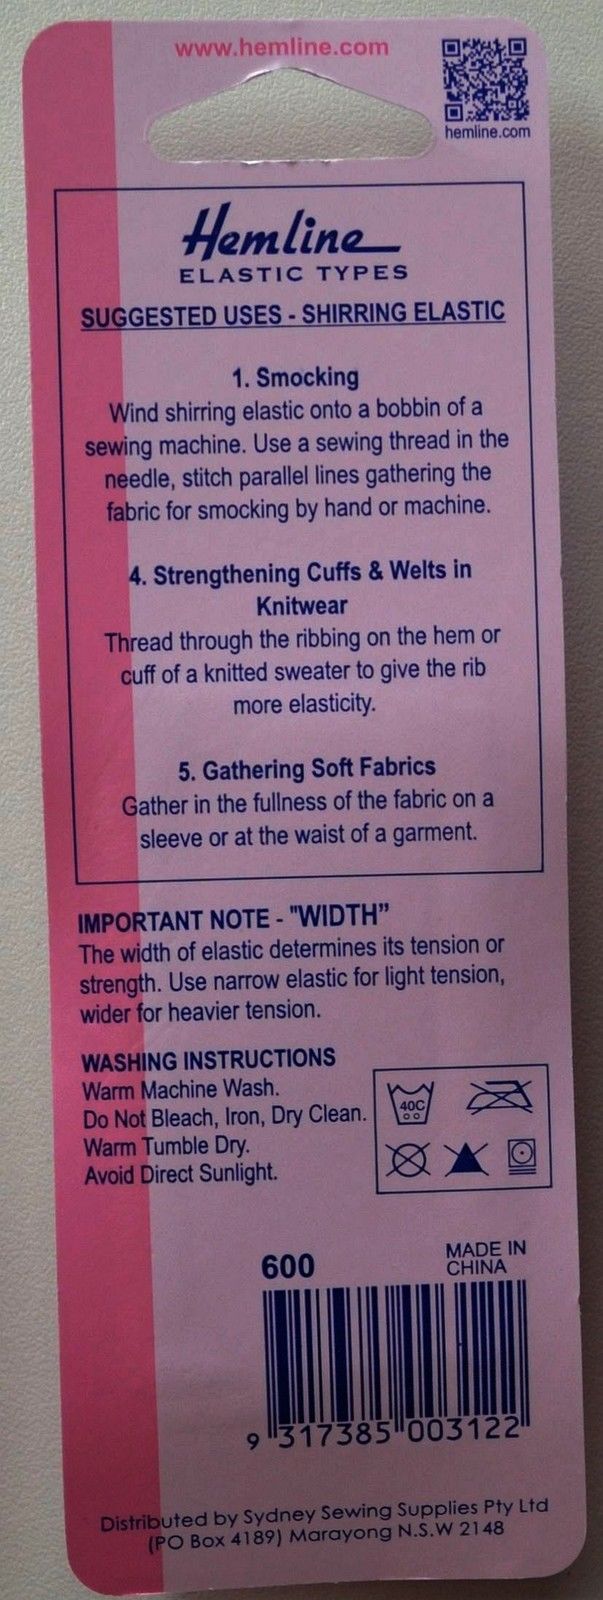 www.hemline.com
hemline.com
Hemline
ELASTIC TYPES
SUGGESTED USES - SHIRRING ELASTIC
1. Smocking
Wind shirring elastic onto a bobbin of a
sewing machine. Use a sewing thread in the
needle, stitch parallel lines gathering the
fabric for smocking by hand or machine.
4. Strengthening Cuffs & Welts in
Knitwear
Thread through the ribbing on the hem or
cuff of a knitted sweater to give the rib
more elasticity.
5. Gathering Soft Fabrics
Gather in the fullness of the fabric on a
sleeve or at the waist of a garment.
IMPORTANT NOTE - "WIDTH”
The width of elastic determines its tension or
strength. Use narrow elastic for light tension,
wider for heavier tension.
WASHING INSTRUCTIONS
Warm Machine Wash.
Do Not Bleach, Iron, Dry Clean.
Warm Tumble Dry.
Avoid Direct Sunlight.
40C
600
MADE IN
CHINA
9 317385 003122
Distributed by Sydney Sewing Supplies Pty Ltd
(PO Box 4189) Marayong N.S.W 2148